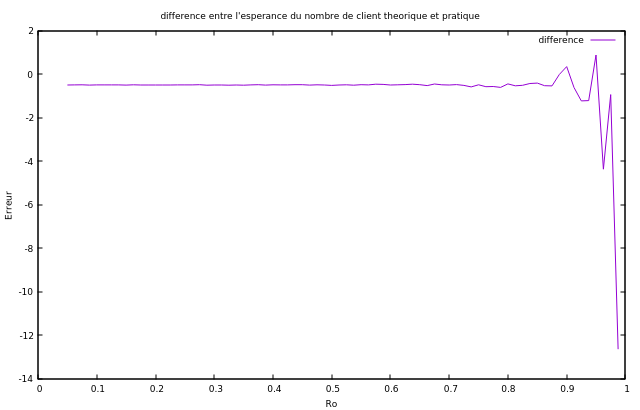 difference entre l'esperance du nombre de client theorique et pratique
difference
2
0
-2
-4
-6
-8
-10
-12
-14
Erreur
0 0.1 0.2 0.3 0.4 0.5 0.6 0.7 0.8 0.9 1
Ro